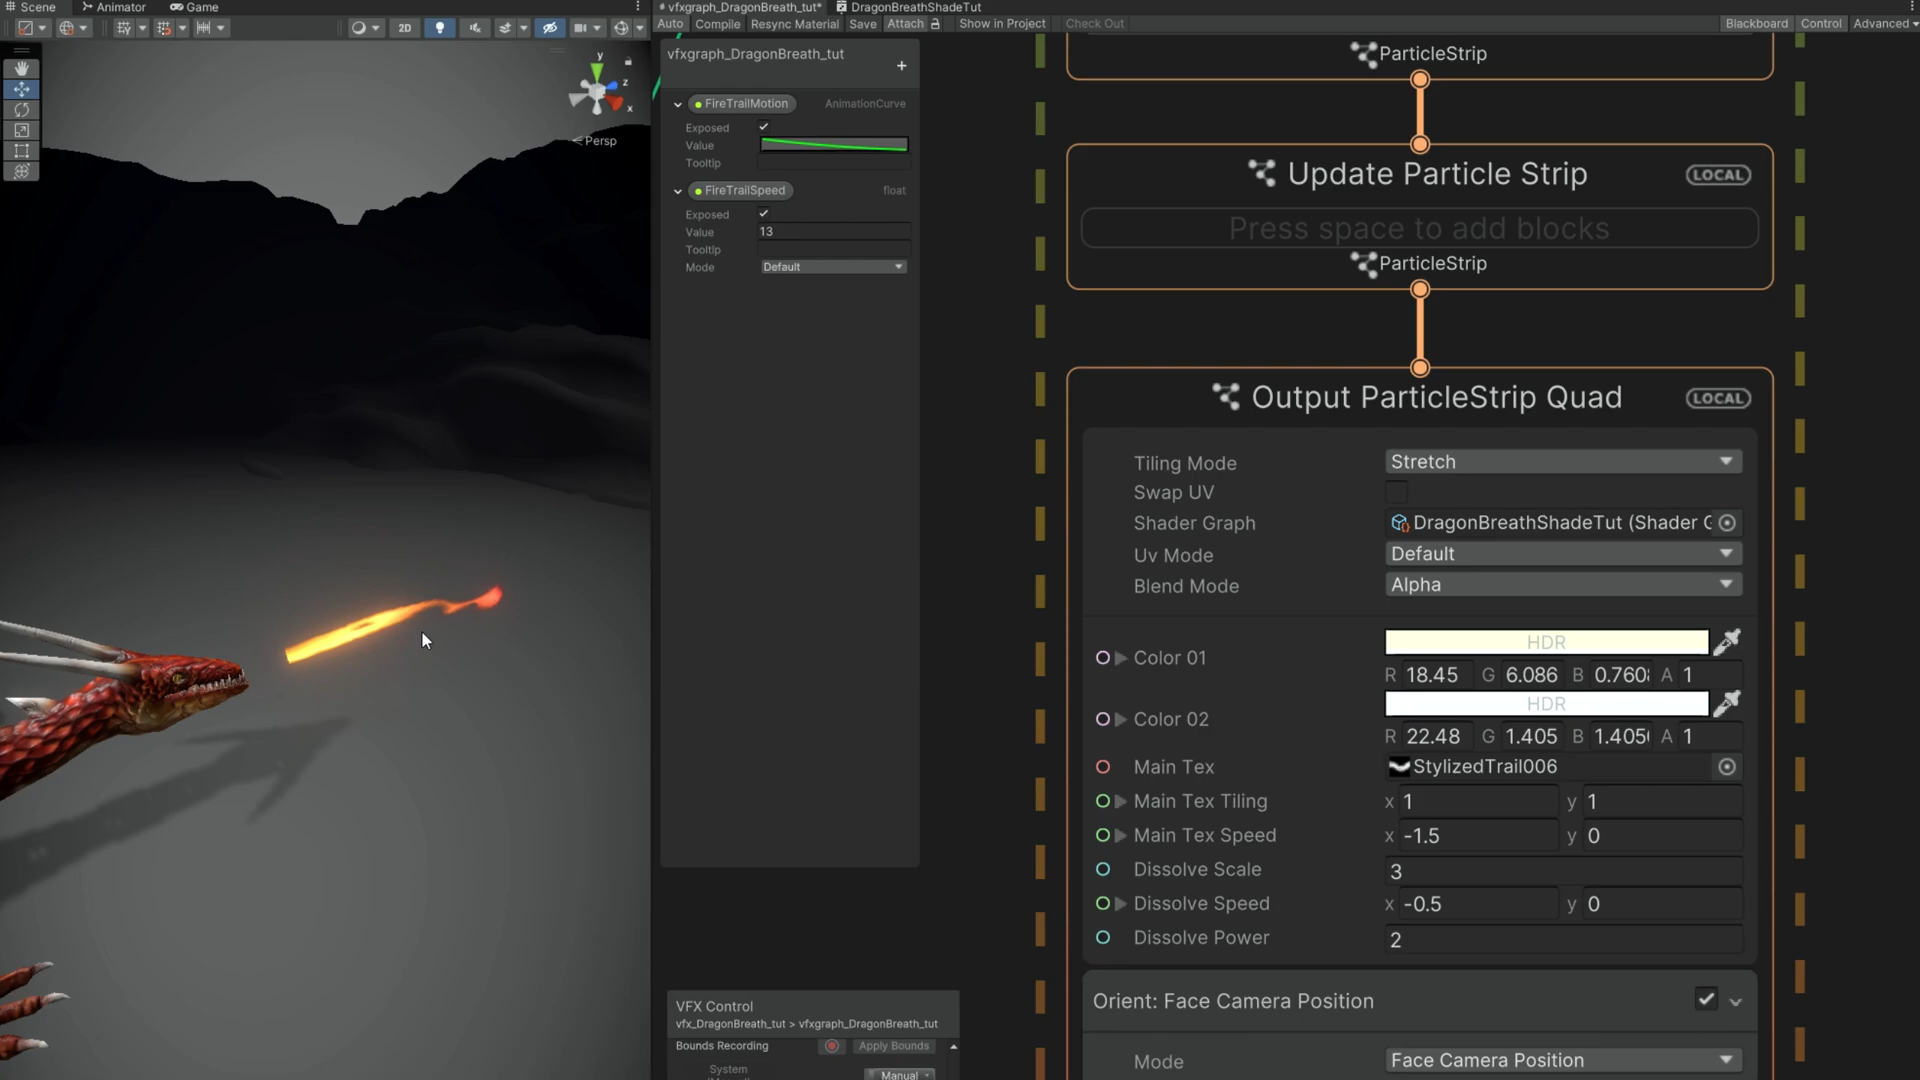 Scene Animator Game
2D
y
z
x
Persp
vfxgraph_DragonBreath_tut* DragonBreathShadeTut
Auto Compile Resync Material Save Attach Show in Project Check Out Blackboard Control Advanced
vfxgraph_DragonBreath_tut
+
FireTrailMotion AnimationCurve
Exposed
Value
Tooltip
FireTrailSpeed float
Exposed
Value 13
Tooltip
Mode Default
ParticleStrip
Update Particle Strip LOCAL
Press space to add blocks
ParticleStrip
Output ParticleStrip Quad LOCAL
Tiling Mode Stretch
Swap UV
Shader Graph DragonBreathShadeTut (Shader G
Uv Mode Default
Blend Mode Alpha
HDR
Color 01
R 18.45 G 6.086 B 0.760 A 1
HDR
Color 02
R 22.48 G 1.405 B 1.405 A 1
Main Tex StylizedTrail006
Main Tex Tiling x 1 y 1
Main Tex Speed x -1.5 y 0
Dissolve Scale 3
Dissolve Speed x -0.5 y 0
Dissolve Power 2
Orient: Face Camera Position
Mode Face Camera Position
VFX Control
vfx_DragonBreath_tut > vfxgraph_DragonBreath_tut
Bounds Recording Apply Bounds
System
Manual